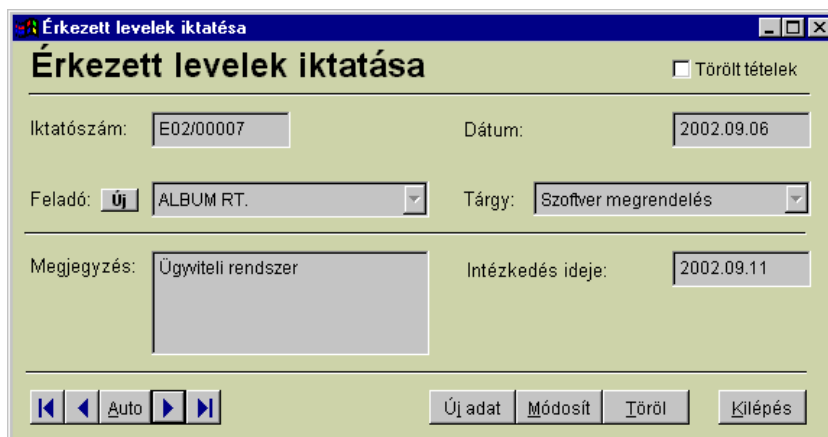 Érkezett levelek iktatésa
Érkezett levelek iktatása
Törölt tételek
Iktatószám: E02/00007 Dátum: 2002.09.06
Feladó: Új ALBUM RT. Tárgy: Szoftver megrendelés
Megjegyzés: Ügyviteli rendszer Intézkedés ideje: 2002.09.11
Auto Új adat Módosít Töröl Kilépés